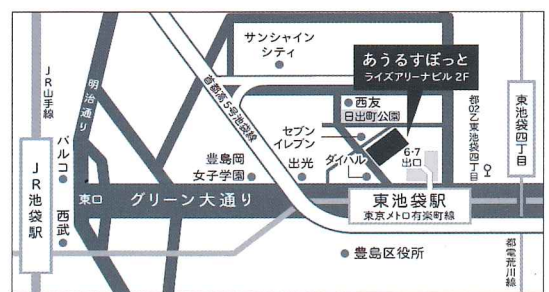 サンシャイン
シティ
あうるすぽっと
ライズアリーナビル 2F
JR山手線
明治通り
首都高5号池袋線
西友
日出町公園
都02乙東池袋四丁目
東池袋四丁目
セブン
イレブン
6・7
出口
パルコ
豊島岡
女子学園
出光
ダイバル
JR池袋駅
東口
グリーン大通り
東池袋駅
東京メトロ有楽町線
西武
豊島区役所
都電荒川線